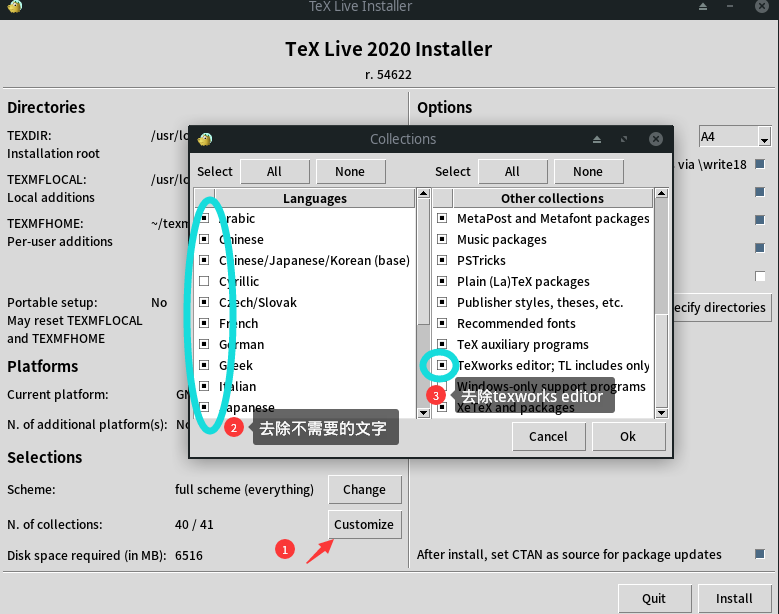 TeX Live Installer
TeX Live 2020 Installer
r. 54622
Directories
TEXDIR:
/usr/lo
Installation root
TEXMFLOCAL:
/usr/lo
Local additions
TEXMFHOME:
~/texm
Per-user additions
Portable setup:
No
May reset TEXMFLOCAL
and TEXMFHOME
Platforms
Current platform:
GN
N. of additional platform(s):
No
Selections
Scheme:
full scheme (everything)
Change
N. of collections:
40 / 41
Customize
Disk space required (in MB):
6516
1
Options
A4
via \write18
ecify directories
After install, set CTAN as source for package updates
Quit
Install
Collections
Select
All
None
Languages
Arabic
Chinese
Chinese/Japanese/Korean (base)
Cyrillic
Czech/Slovak
French
German
Greek
Italian
Japanese
2
去除不需要的文字
Select
All
None
Other collections
MetaPost and Metafont packages
Music packages
PSTricks
Plain (La)TeX packages
Publisher styles, theses, etc.
Recommended fonts
TeX auxiliary programs
TeXworks editor; TL includes only
Windows-only support programs
3
去除texworks editor
XeTeX and packages
Cancel
Ok